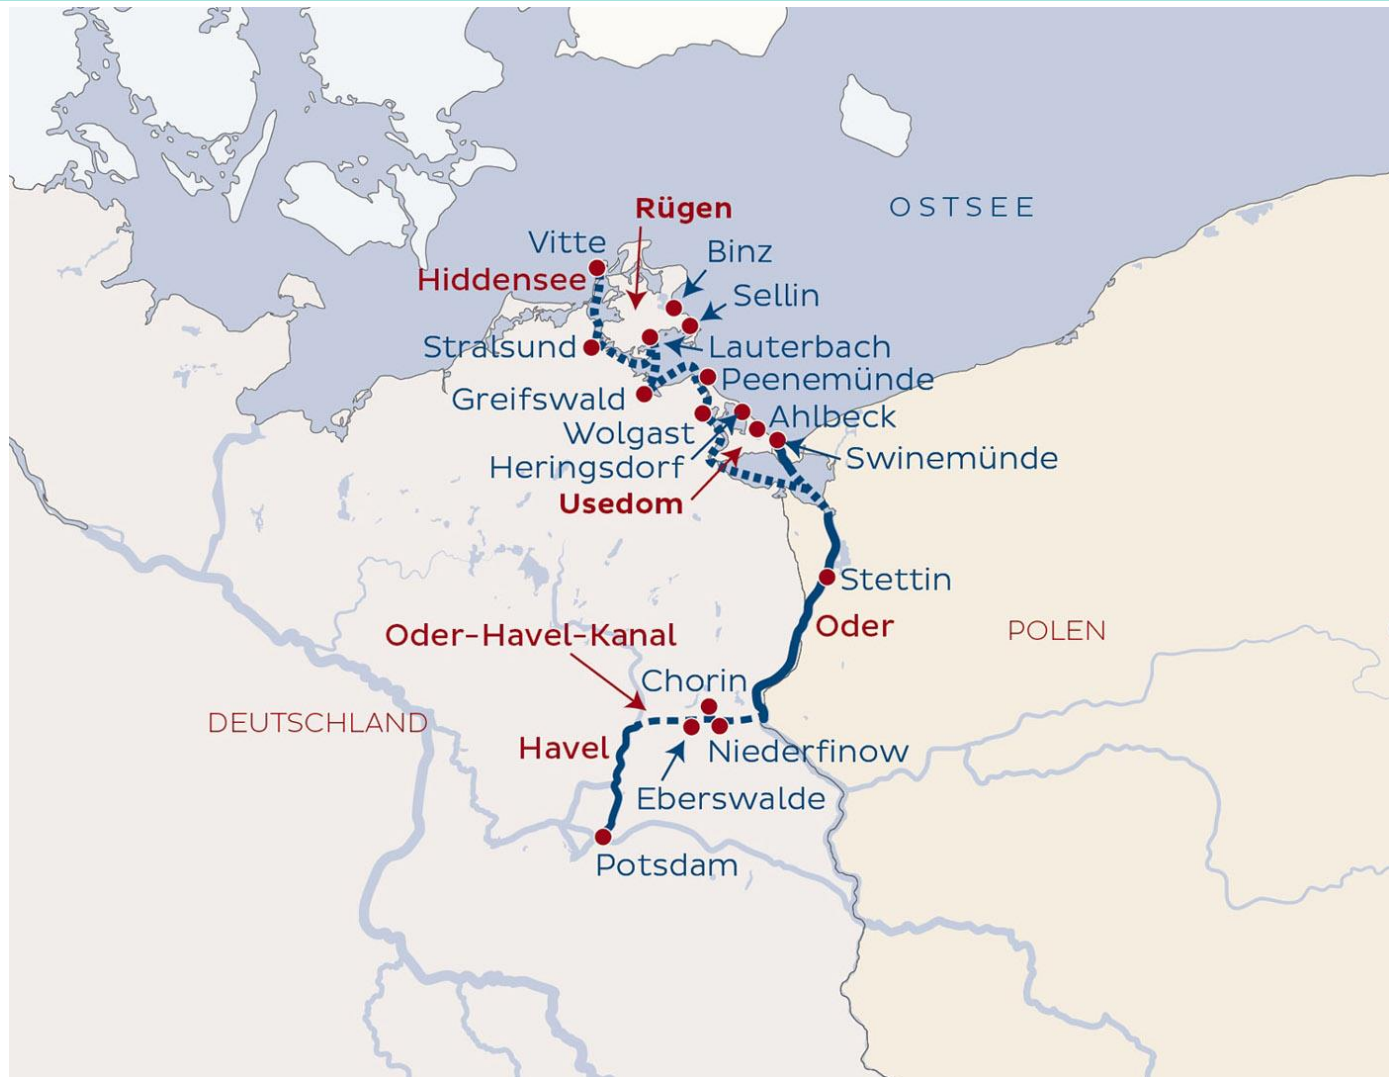 OSTSEE
Rügen
Vitte
Binz
Hiddensee
Sellin
Stralsund
Lauterbach
Peenemünde
Greifswald
Ahlbeck
Wolgast
Swinemünde
Heringsdorf
Usedom
Stettin
Oder
POLEN
Oder-Havel-Kanal
Chorin
DEUTSCHLAND
Havel
Niederfinow
Eberswalde
Potsdam